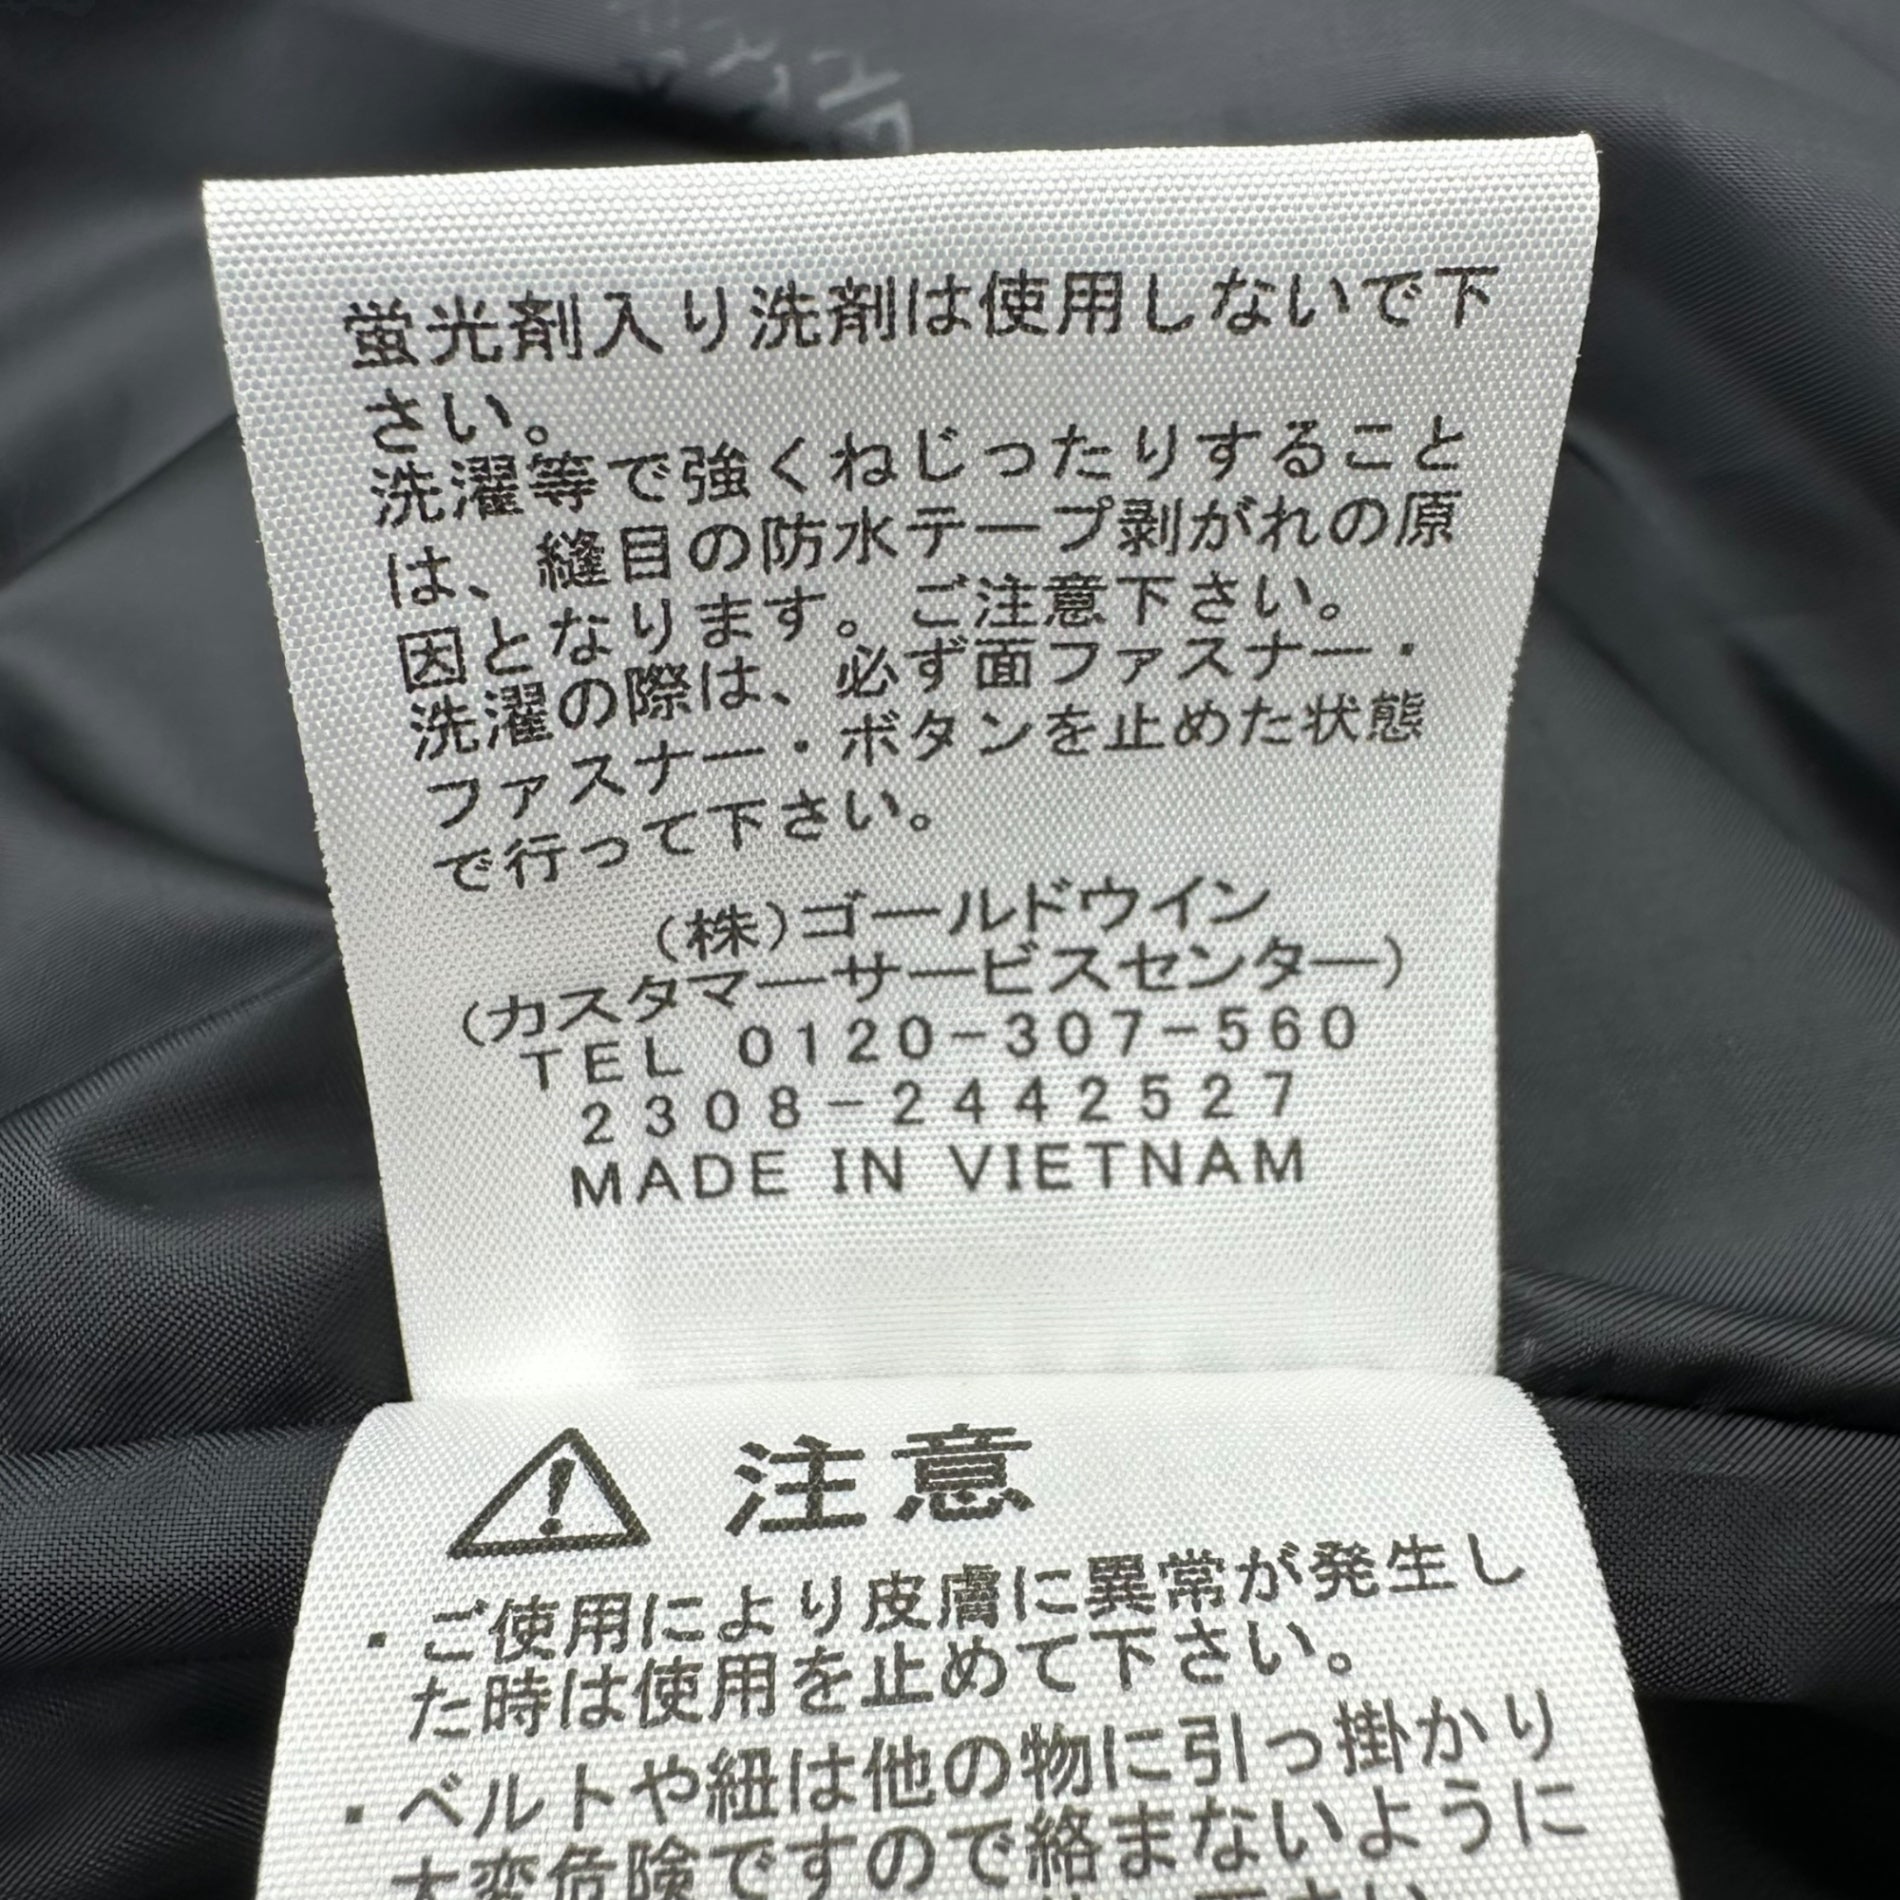 蛍光剤入り洗剤は使用しないで下
さい。
洗濯等で強くねじったりすること
は、縫目の防水テープ剥がれの原
因となります。ご注意下さい。
洗濯の際は、必ず面ファスナー・
ファスナー・ボタンを止めた状態
で行って下さい。
(株)ゴールドウイン
(カスタマーサービスセンター)
TEL 0120-307-560
2308-2442527
MADE IN VIETNAM
注意
・ご使用により皮膚に異常が発生し
た時は使用を止めて下さい。
・ベルトや紐は他の物に引っ掛かり
大変危険ですので絡まないように